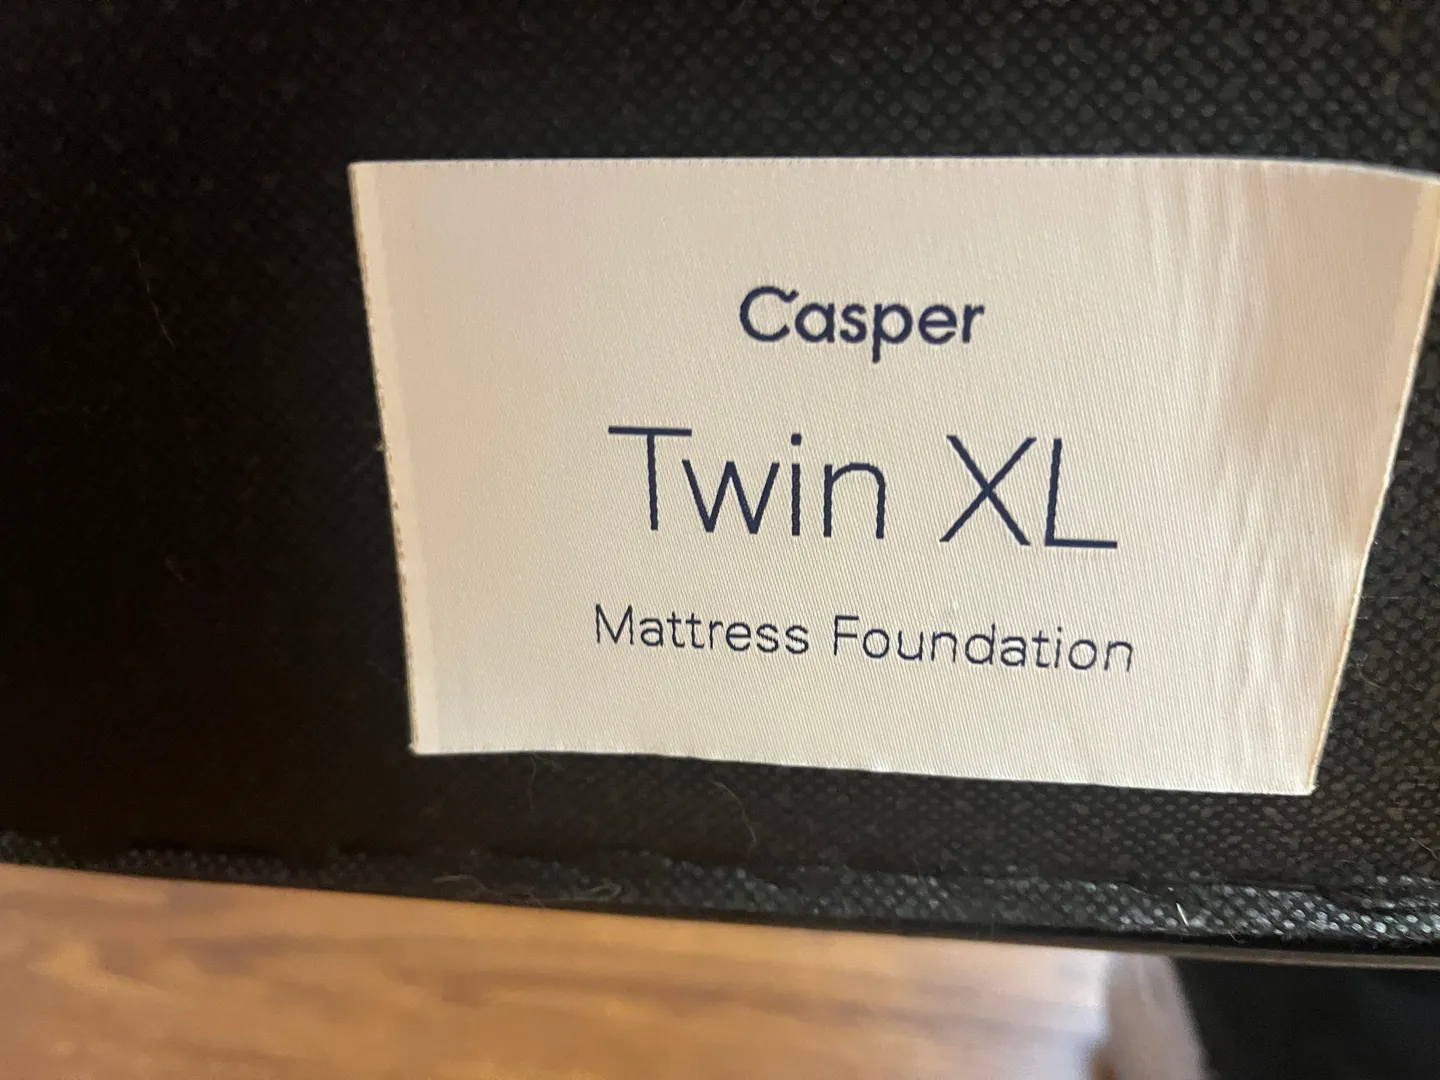 Casper
Twin XL
Mattress Foundation